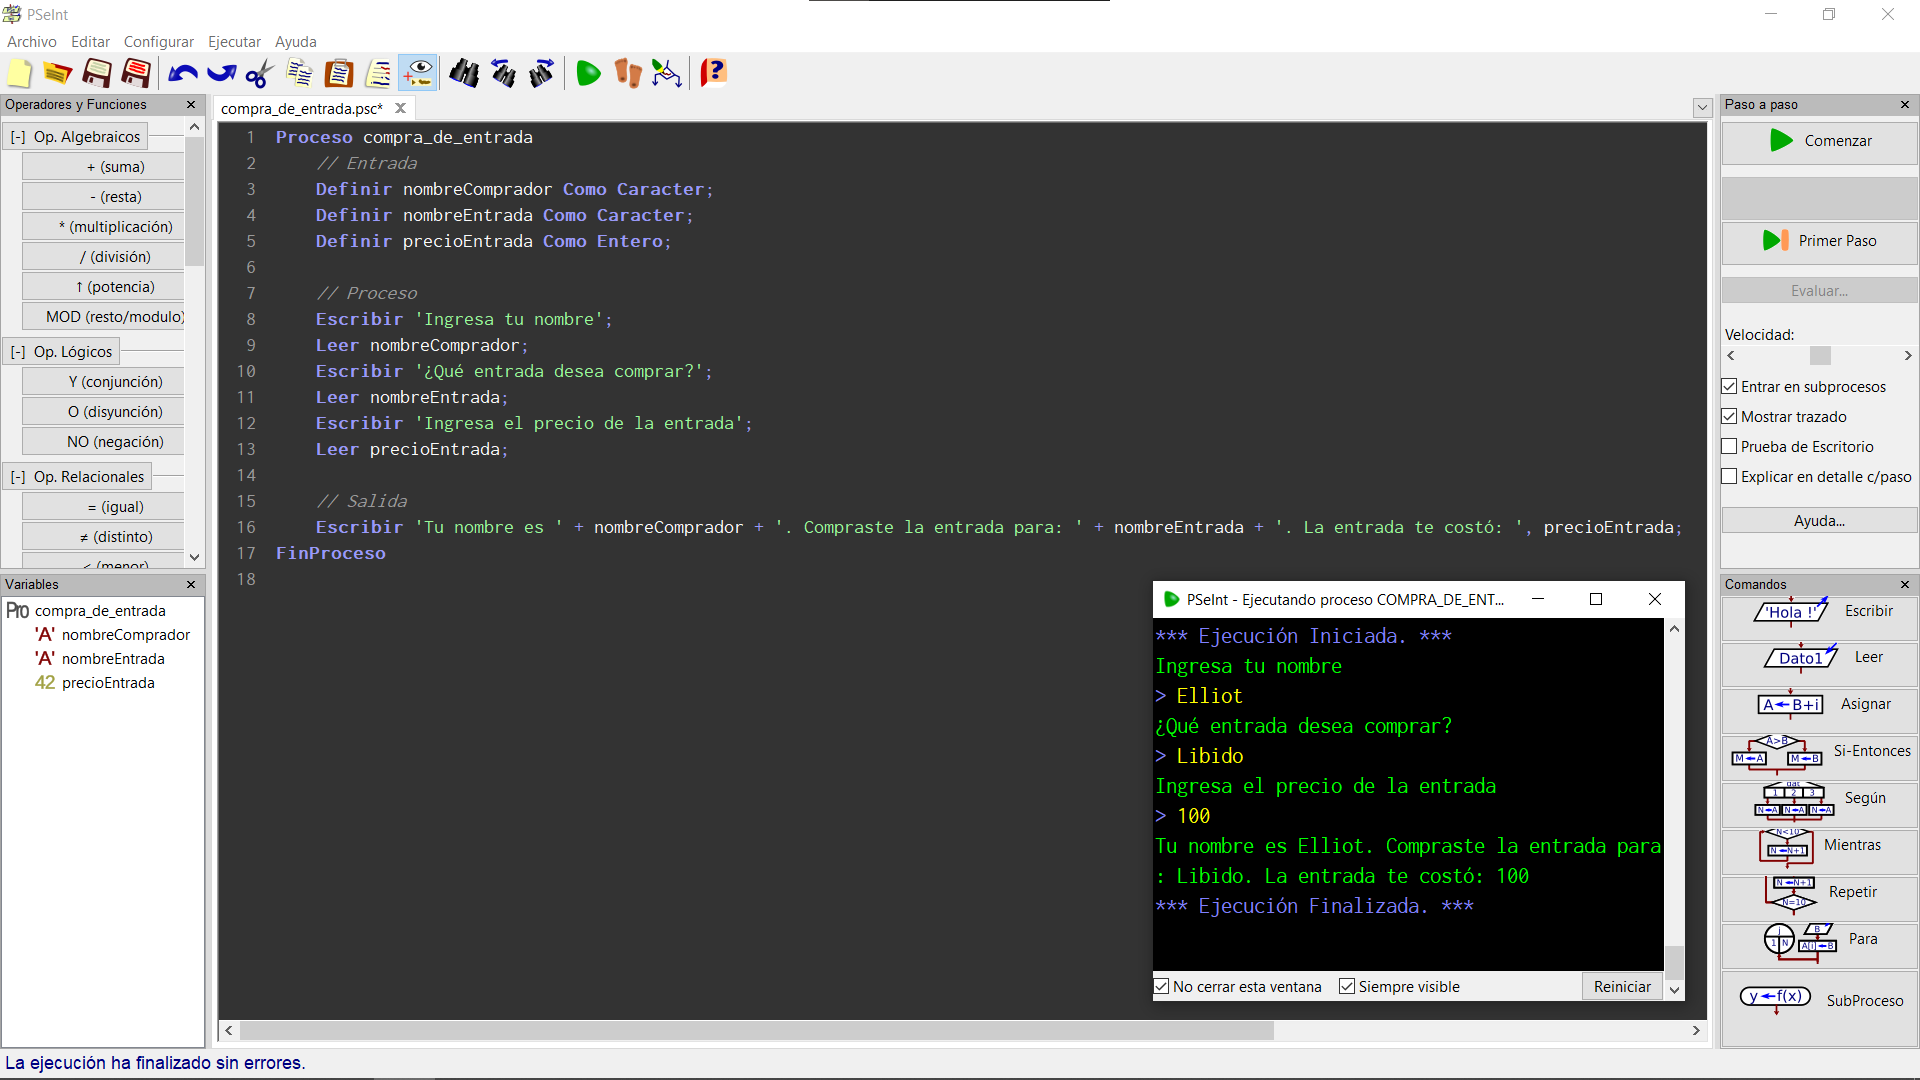 PSeInt
Archivo Editar Configurar Ejecutar Ayuda
Operadores y Funciones
[-] Op. Algebraicos
+ (suma)
- (resta)
* (multiplicación)
/ (división)
↑ (potencia)
MOD (resto/modulo)
[-] Op. Lógicos
Y (conjunción)
O (disyunción)
NO (negación)
[-] Op. Relacionales
= (igual)
≠ (distinto)
< (menor)
Variables
Pro compra_de_entrada
'A' nombreComprador
'A' nombreEntrada
42 precioEntrada
compra_de_entrada.psc*
1 Proceso compra_de_entrada
2 // Entrada
3 Definir nombreComprador Como Caracter;
4 Definir nombreEntrada Como Caracter;
5 Definir precioEntrada Como Entero;
6
7 // Proceso
8 Escribir 'Ingresa tu nombre';
9 Leer nombreComprador;
10 Escribir '¿Qué entrada desea comprar?';
11 Leer nombreEntrada;
12 Escribir 'Ingresa el precio de la entrada';
13 Leer precioEntrada;
14
15 // Salida
16 Escribir 'Tu nombre es ' + nombreComprador + '. Compraste la entrada para: ' + nombreEntrada + '. La entrada te costó: ', precioEntrada;
17 FinProceso
18
PSeInt - Ejecutando proceso COMPRA_DE_ENT...
*** Ejecución Iniciada. ***
Ingresa tu nombre
> Elliot
¿Qué entrada desea comprar?
> Libido
Ingresa el precio de la entrada
> 100
Tu nombre es Elliot. Compraste la entrada para
: Libido. La entrada te costó: 100
*** Ejecución Finalizada. ***
No cerrar esta ventana
Siempre visible
Reiniciar
Paso a paso
Comenzar
Primer Paso
Evaluar...
Velocidad:
Entrar en subprocesos
Mostrar trazado
Prueba de Escritorio
Explicar en detalle c/paso
Ayuda...
Comandos
'Hola !' Escribir
Dato1 Leer
A←B+i Asignar
A>B
M←A M←B
Si-Entonces
1 2 3
N←A N←A N←A
Según
N<10
N←N+1
Mientras
N←N+1
N=10
Repetir
1 N
B
A[i]←B
Para
y←f(x) SubProceso
La ejecución ha finalizado sin errores.